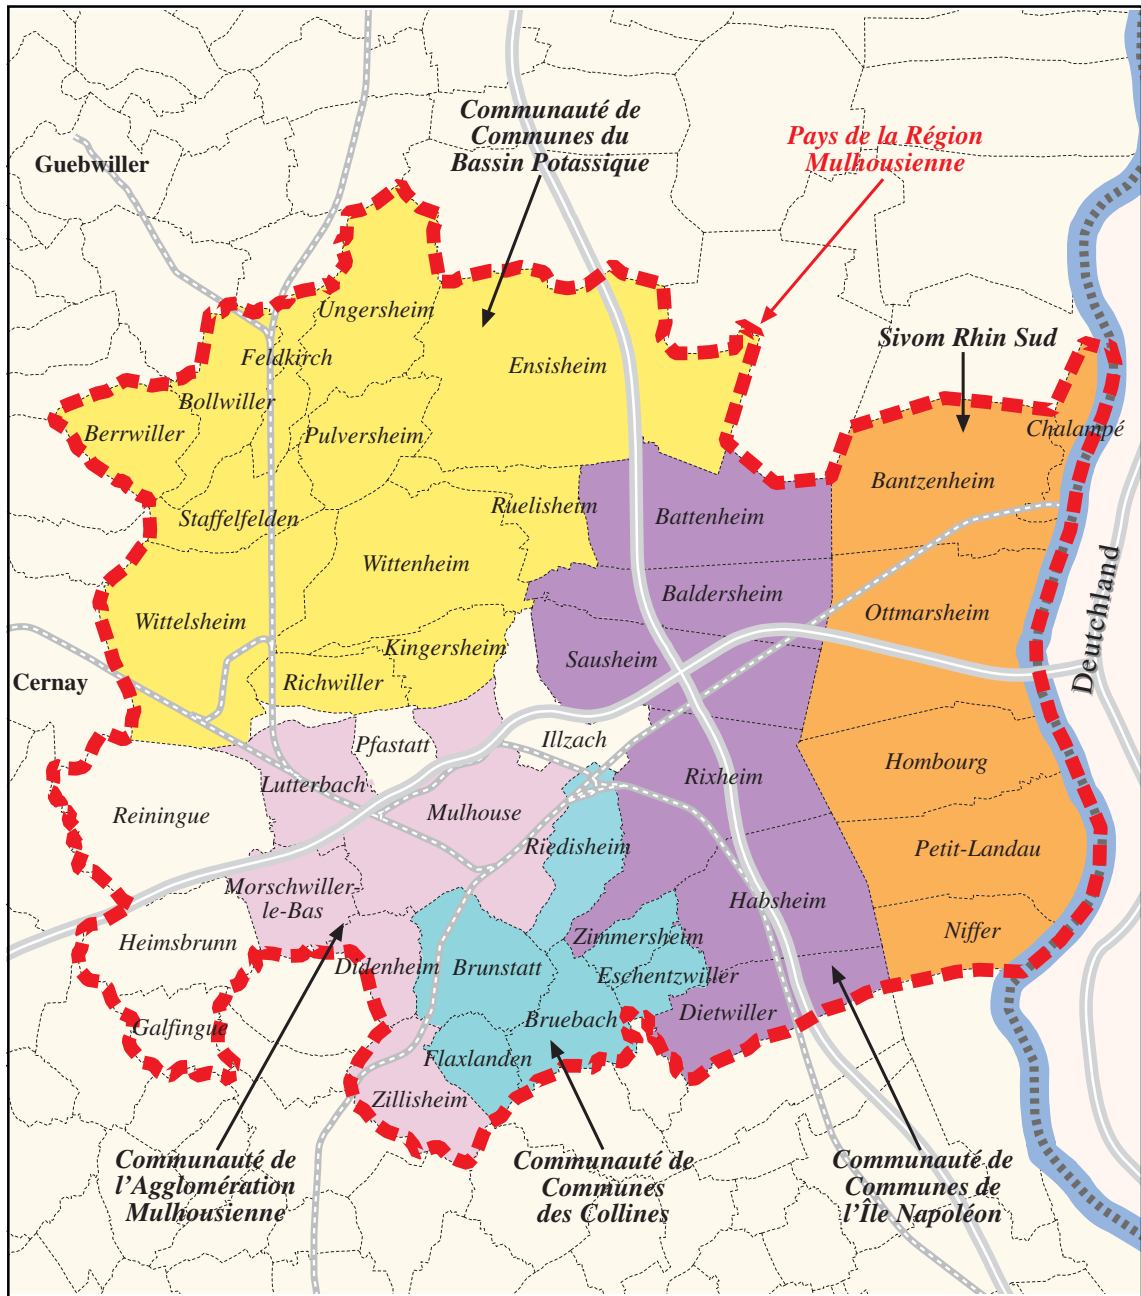 Communauté de
Communes du
Bassin Potassique
Pays de la Région
Mulhousienne
Guebwiller
Ungersheim
Sivom Rhin Sud
Feldkirch
Ensisheim
Bollwiller
Berrwiller
Pulversheim
Chalampé
Bantzenheim
Ruelisheim
Staffelfelden
Battenheim
Wittenheim
Baldersheim
Ottmarsheim
Deutchland
Wittelsheim
Kingersheim
Sausheim
Cernay
Richwiller
Pfastatt
Illzach
Hombourg
Lutterbach
Rixheim
Reiningue
Mulhouse
Riedisheim
Petit-Landau
Morschwiller-
le-Bas
Habsheim
Heimsbrunn
Zimmersheim
Niffer
Didenheim
Brunstatt
Eschentzwiller
Galfingue
Bruebach
Dietwiller
Flaxlanden
Zillisheim
Communauté de
l'Agglomération
Mulhousienne
Communauté de
Communes
des Collines
Communauté de
Communes de
l'Île Napoléon